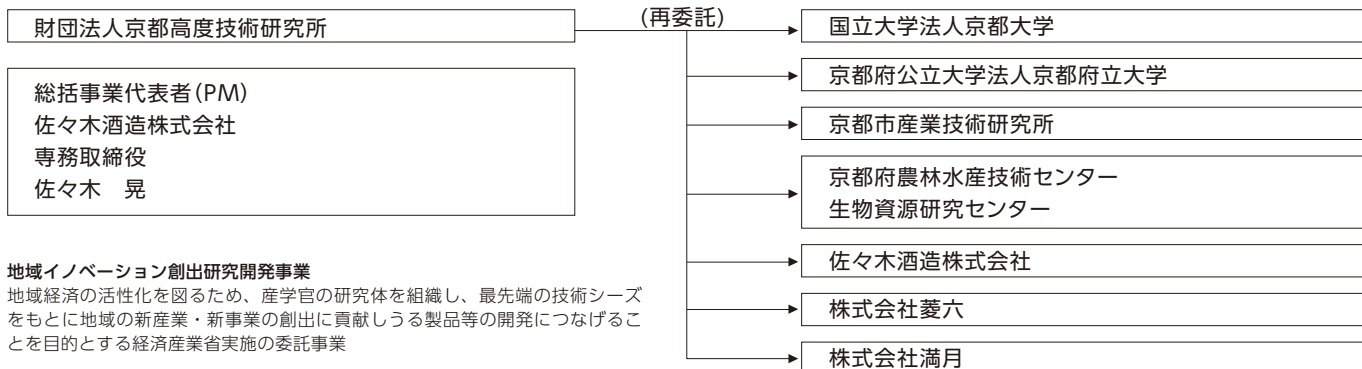 財団法人京都高度技術研究所
総括事業代表者(PM)
佐々木酒造株式会社
専務取締役
佐々木　晃
地域イノベーション創出研究開発事業
地域経済の活性化を図るため、産学官の研究体を組織し、最先端の技術シーズ
をもとに地域の新産業・新事業の創出に貢献しうる製品等の開発につなげるこ
とを目的とする経済産業省実施の委託事業
(再委託)
国立大学法人京都大学
京都府公立大学法人京都府立大学
京都市産業技術研究所
京都府農林水産技術センター
生物資源研究センター
佐々木酒造株式会社
株式会社菱六
株式会社満月